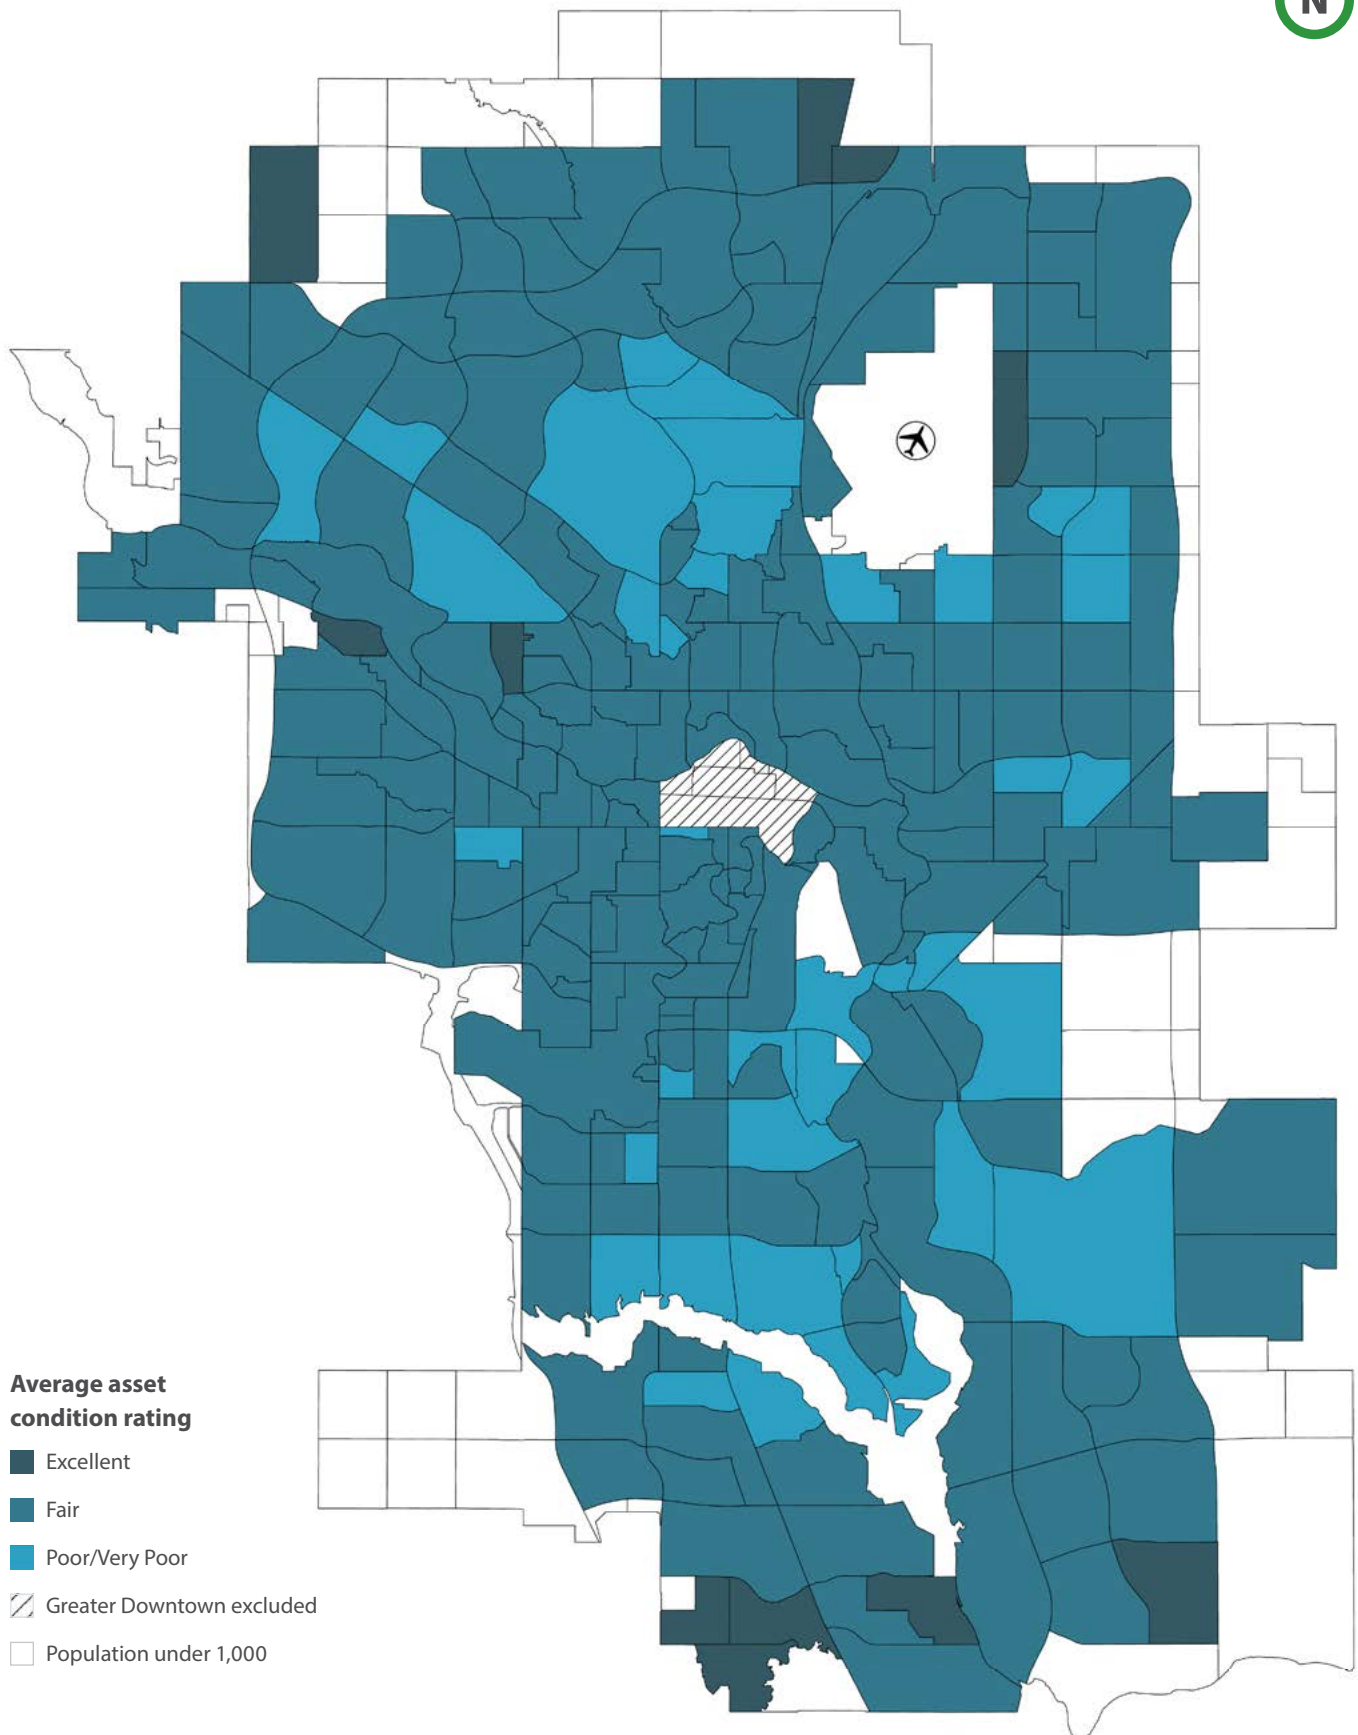 N
Average asset
condition rating
Excellent
Fair
Poor/Very Poor
Greater Downtown excluded
Population under 1,000